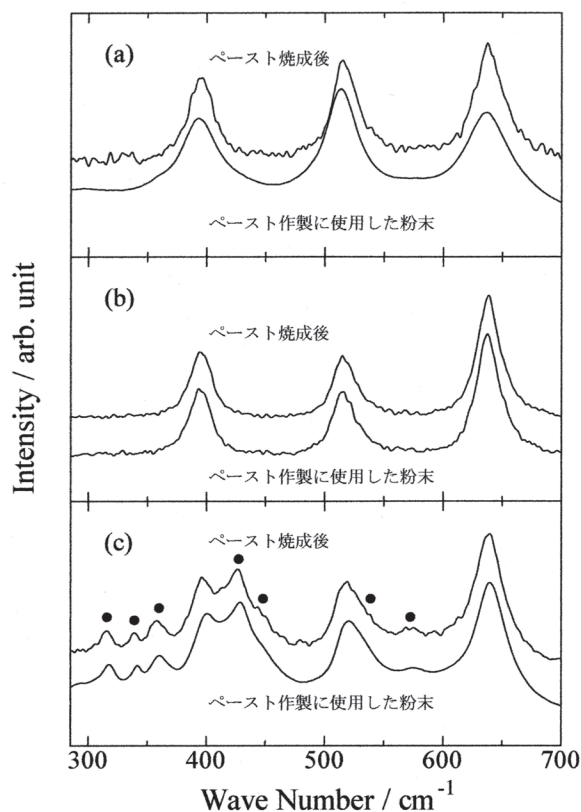 (a)
ペースト焼成後
ペースト作製に使用した粉末
(b)
ペースト焼成後
ペースト作製に使用した粉末
(c)
ペースト焼成後
ペースト作製に使用した粉末
Intensity / arb. unit
300 400 500 600 700
Wave Number / cm⁻¹